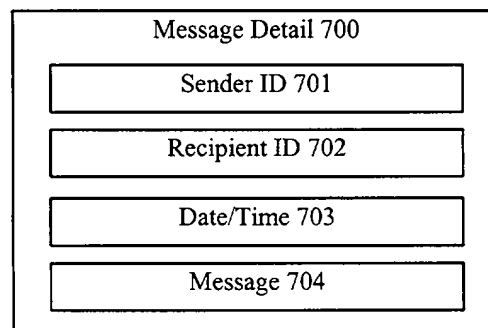 Message Detail 700
Sender ID 701
Recipient ID 702
Date/Time 703
Message 704